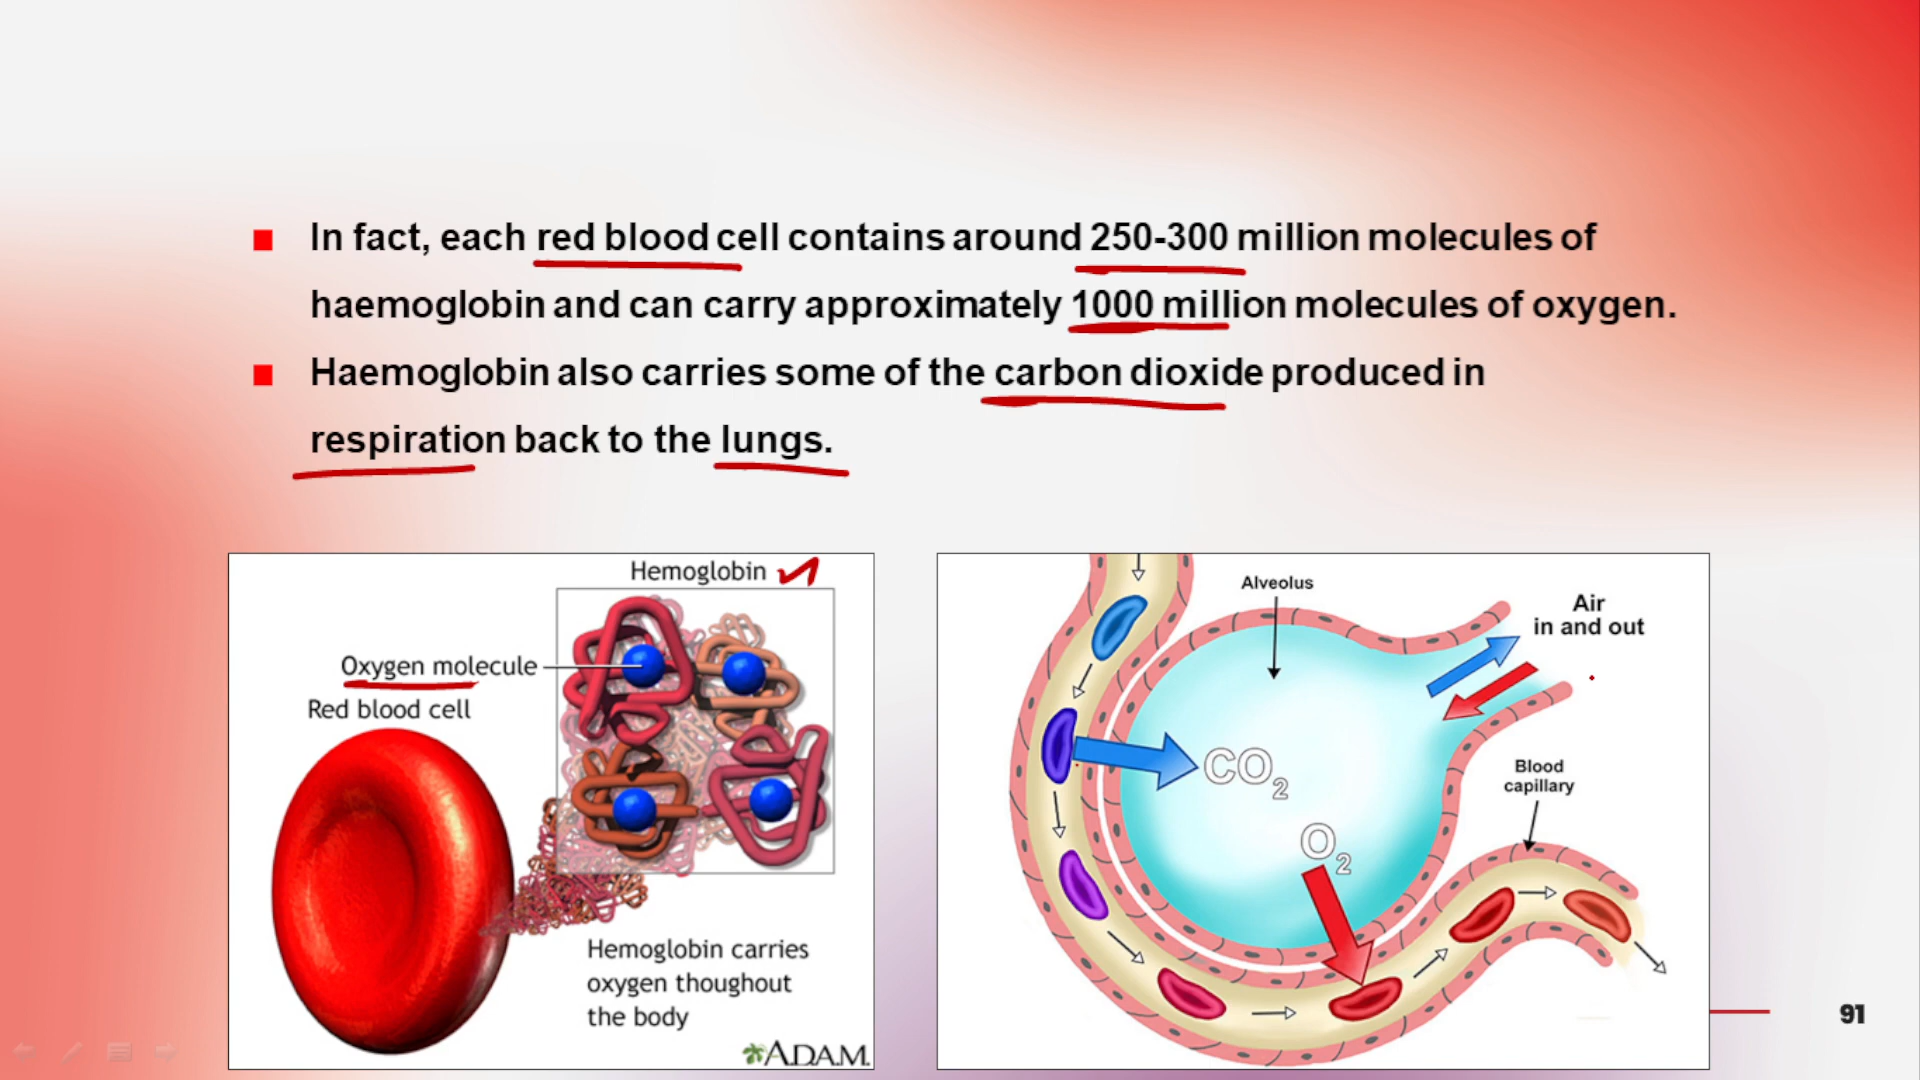 In fact, each red blood cell contains around 250-300 million molecules of
haemoglobin and can carry approximately 1000 million molecules of oxygen.
Haemoglobin also carries some of the carbon dioxide produced in
respiration back to the lungs.
Hemoglobin
Oxygen molecule
Red blood cell
Hemoglobin carries
oxygen thoughout
the body
A.D.A.M.
Alveolus
Air
in and out
CO2
O2
Blood
capillary
91